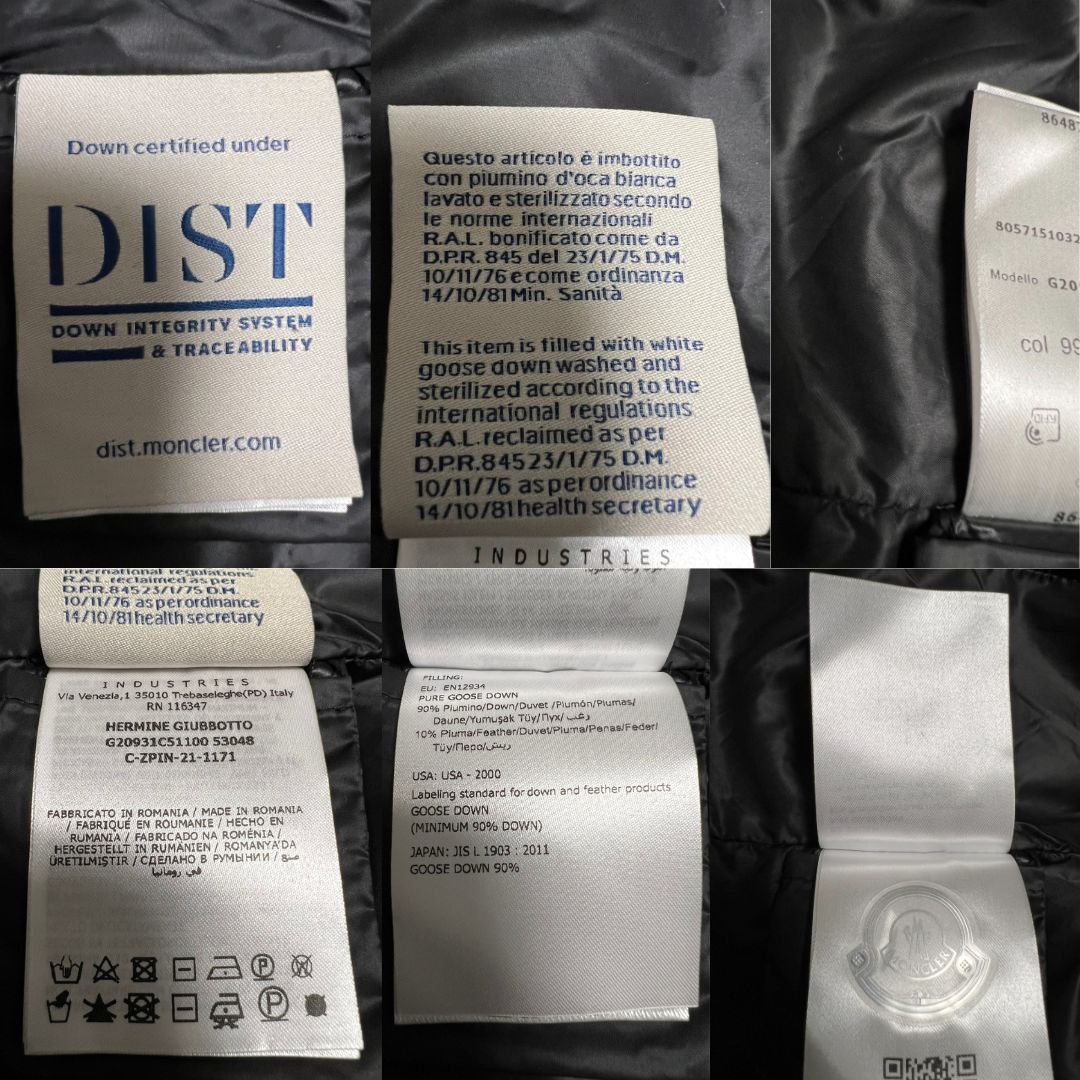 Down certified under
DIST
DOWN INTEGRITY SYSTEM
& TRACEABILITY
dist.moncler.com
Questo articolo è imbottito
con piumino d'oca bianca
lavato e sterilizzato secondo
le norme internazionali
R.A.L. bonificato come da
D.P.R. 845 del 23/1/75 D.M.
10/11/76 e come ordinanza
14/10/81 Min. Sanità
This item is filled with white
goose down washed and
sterilized according to the
international regulations
R.A.L. reclaimed as per
D.P.R. 84523/1/75 D.M.
10/11/76 as per ordinance
14/10/81 health secretary
INDUSTRIES
8648
8057151032
Modello G20
col 99
86
international regulations
R.A.L. reclaimed as per
D.P.R. 84523/1/75 D.M.
10/11/76 as per ordinance
14/10/81 health secretary
INDUSTRIES
Via Venezia,1 35010 Trebaseleghe(PD) Italy
RN 116347
HERMINE GIUBBOTTO
G20931C51100 53048
C-ZPIN-21-1171
FABBRICATO IN ROMANIA / MADE IN ROMANIA
/ FABRIQUÉ EN ROUMANIE / HECHO EN
RUMANIA / FABRICADO NA ROMÉNIA /
HERGESTELLT IN RUMÄNIEN / ROMANYA'DA
ÜRETILMIŞTIR / СДЕЛАНО В РУМЫНИИ / صنع
في رومانيا
FILLING:
EU: EN12934
PURE GOOSE DOWN
90% Piumino/Down/Duvet /Plumón/Plumas/
Daune/Yumuşak Tüy/Пух/ زغب/
10% Piuma/Feather/Duvet/Pluma/Penas/Feder/
Tüy/Перо/ريش
USA: USA - 2000
Labeling standard for down and feather products
GOOSE DOWN
(MINIMUM 90% DOWN)
JAPAN: JIS L 1903 : 2011
GOOSE DOWN 90%
MONCLER